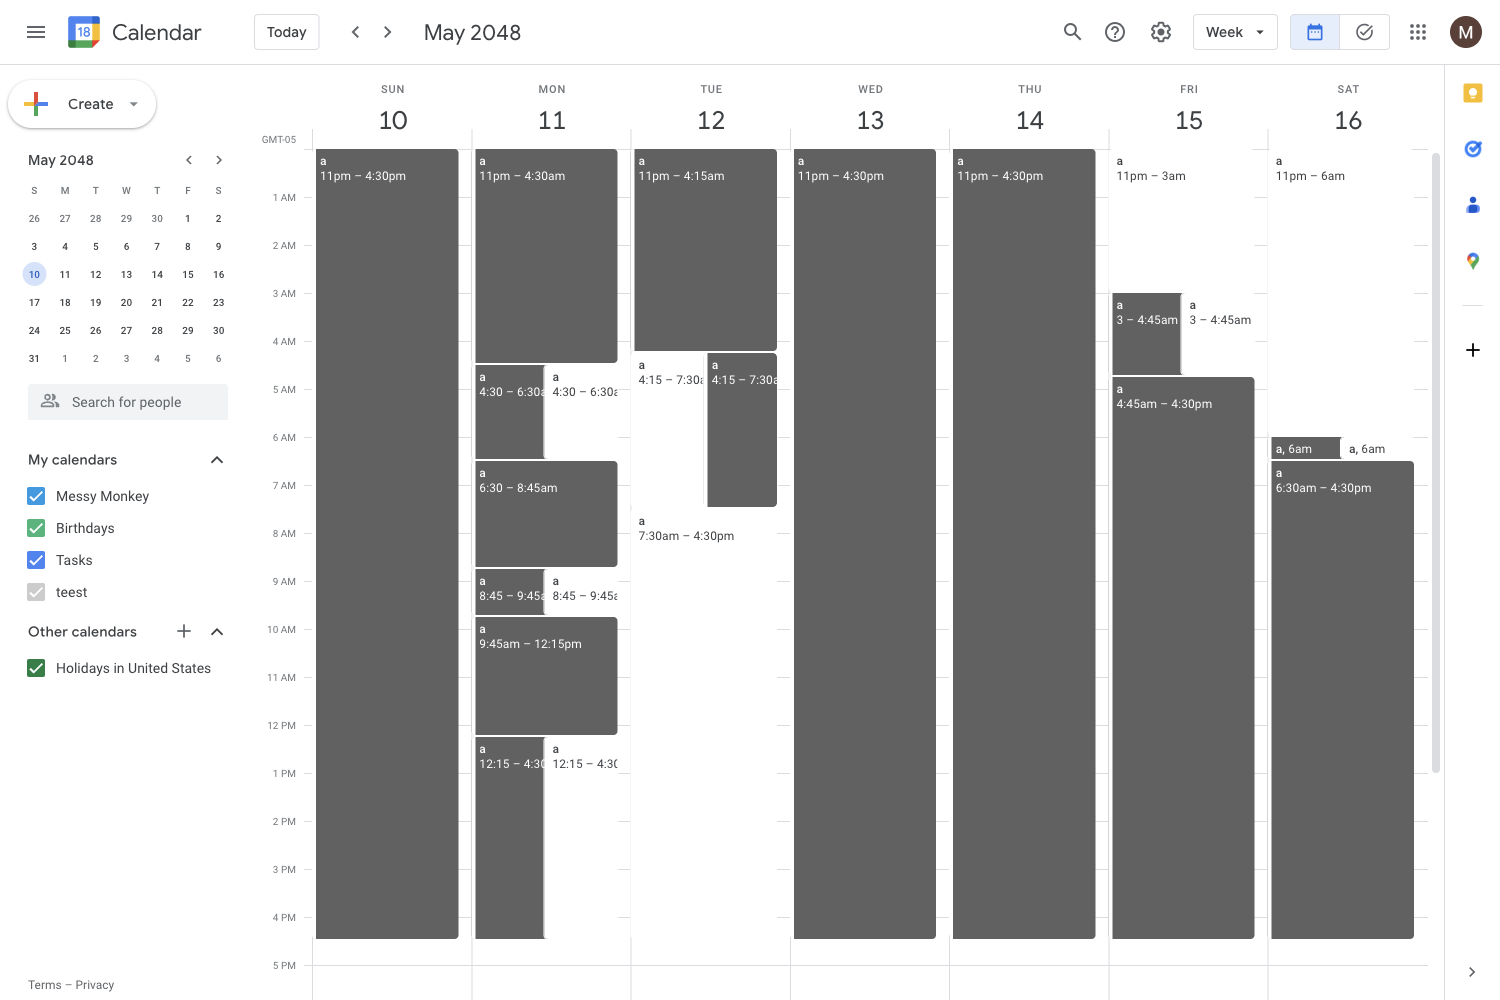 18 Calendar
Today
May 2048
Week
M
Create
May 2048
S M T W T F S
26 27 28 29 30 1 2
3 4 5 6 7 8 9
10 11 12 13 14 15 16
17 18 19 20 21 22 23
24 25 26 27 28 29 30
31 1 2 3 4 5 6
Search for people
My calendars
Messy Monkey
Birthdays
Tasks
teest
Other calendars
Holidays in United States
Terms – Privacy
SUN MON TUE WED THU FRI SAT
10 11 12 13 14 15 16
GMT-05
1 AM
2 AM
3 AM
4 AM
5 AM
6 AM
7 AM
8 AM
9 AM
10 AM
11 AM
12 PM
1 PM
2 PM
3 PM
4 PM
5 PM
a
11pm – 4:30pm
a
11pm – 4:30am
a
4:30 – 6:30a
a
4:30 – 6:30a
a
6:30 – 8:45am
a
8:45 – 9:45a
a
8:45 – 9:45a
a
9:45am – 12:15pm
a
12:15 – 4:30
a
12:15 – 4:30
a
11pm – 4:15am
a
4:15 – 7:30a
a
4:15 – 7:30a
a
7:30am – 4:30pm
a
11pm – 4:30pm
a
11pm – 4:30pm
a
11pm – 3am
a
3 – 4:45am
a
3 – 4:45am
a
4:45am – 4:30pm
a
11pm – 6am
a, 6am
a, 6am
a
6:30am – 4:30pm